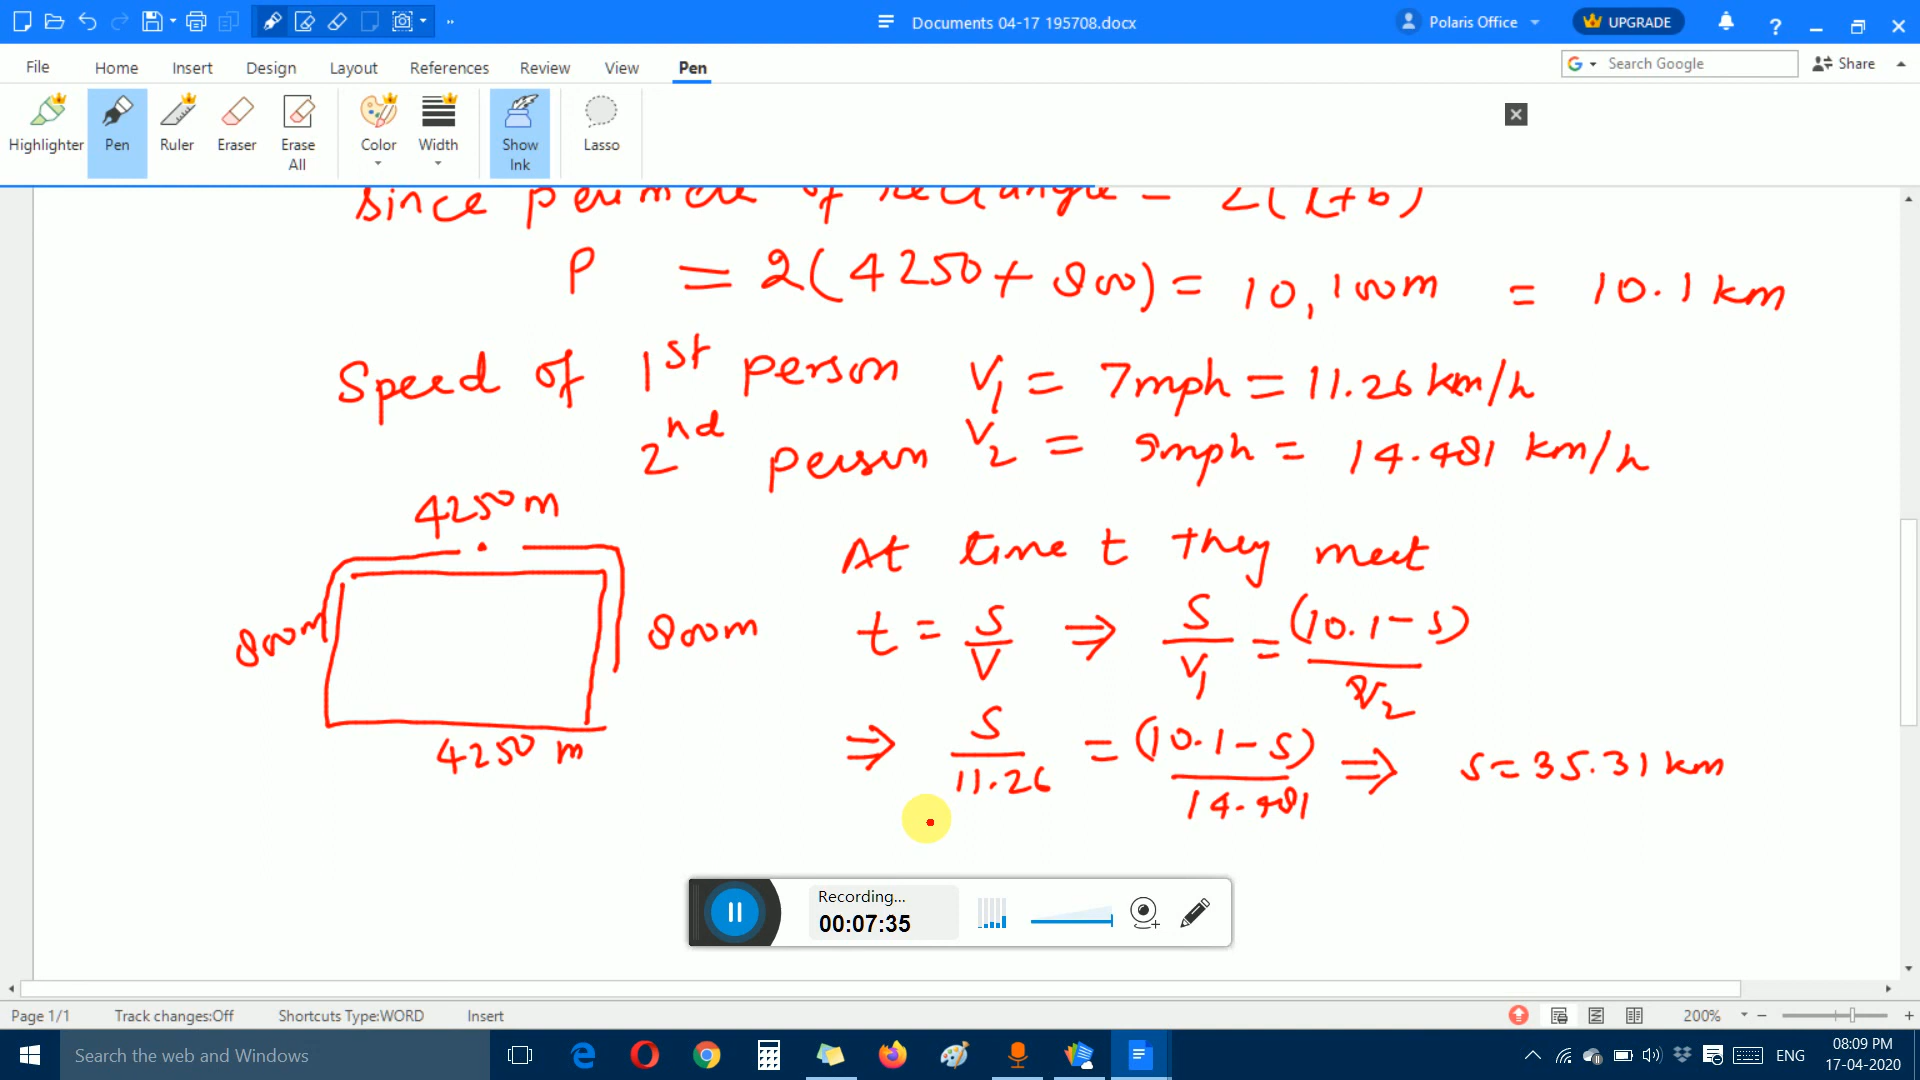 Documents 04-17 195708.docx
Polaris Office
UPGRADE
File Home Insert Design Layout References Review View Pen
Search Google
Share
Highlighter Pen Ruler Eraser Erase All Color Width Show Ink Lasso
since perimete of rectangle = 2(l+b)
P = 2(4250+800) = 10,100m = 10.1 km
Speed of 1st person V1 = 7mph = 11.26 km/h
2nd person V2 = 9mph = 14.481 km/h
4250 m
At time t they meet
800m
800m
t = S/V ⇒ S/V1 = (10.1-S)/V2
4250 m
⇒ S/11.26 = (10.1-S)/14.481 ⇒ S=35.31 km
Recording...
00:07:35
Page 1/1 Track changes:Off Shortcuts Type:WORD Insert 200%
Search the web and Windows
ENG
08:09 PM
17-04-2020